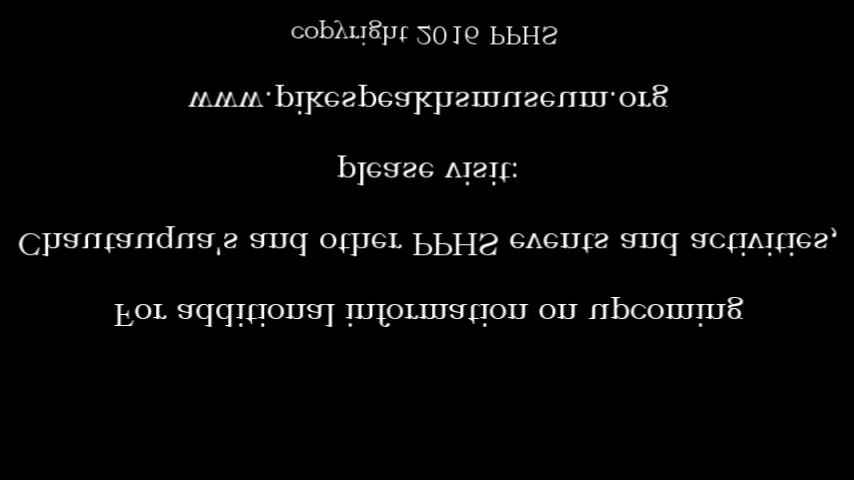 For additional information on upcoming
Chautauqua's and other PPHS events and activities,
please visit:
www.pikespeakhsmuseum.org
copyright 2016 PPHS